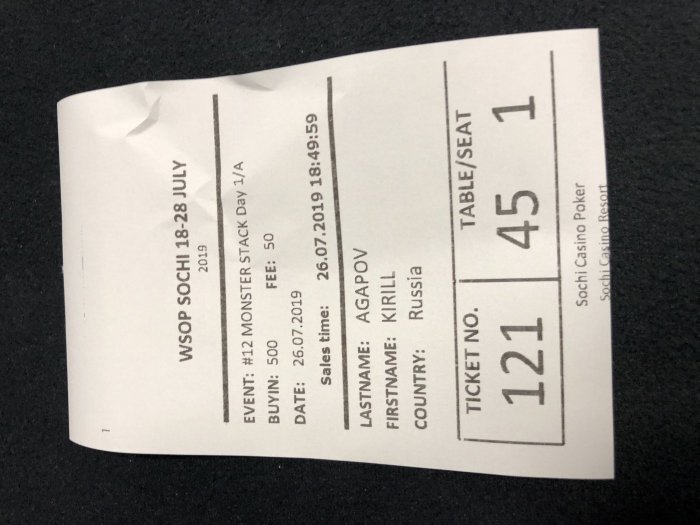 1
WSOP SOCHI 18-28 JULY
2019
EVENT: #12 MONSTER STACK Day 1/A
BUYIN: 500 FEE: 50
DATE: 26.07.2019
Sales time: 26.07.2019 18:49:59
LASTNAME: AGAPOV
FIRSTNAME: KIRILL
COUNTRY: Russia
TICKET NO. TABLE/SEAT
121 45 1
Sochi Casino Poker
Sochi Casino Resort